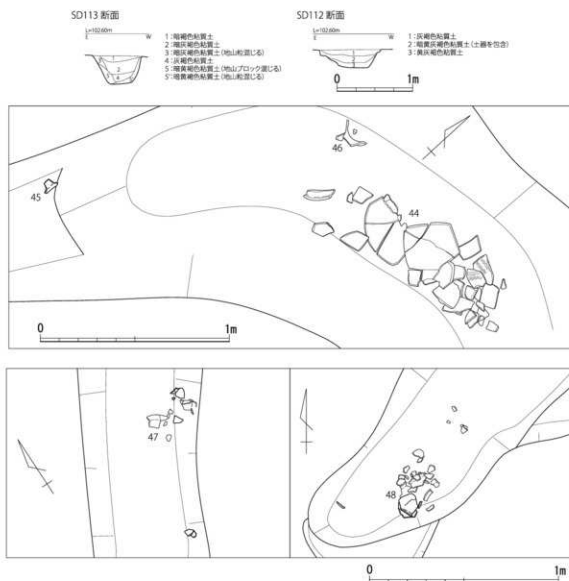 SD113 断面
L=102.60m
E W
1：暗褐色粘質土
2：暗灰褐色粘質土
3：暗灰褐色粘質土(地山粒混じる)
4：灰褐色粘質土
5：暗黄褐色粘質土(地山ブロック混じる)
5'：暗黄褐色粘質土(地山粒混じる)
SD112 断面
L=102.60m
E W
1：灰褐色粘質土
2：暗黄灰褐色粘質土(土器を包含)
3：黄灰褐色粘質土
0 1m
45
46
44
0 1m
47
48
0 1m